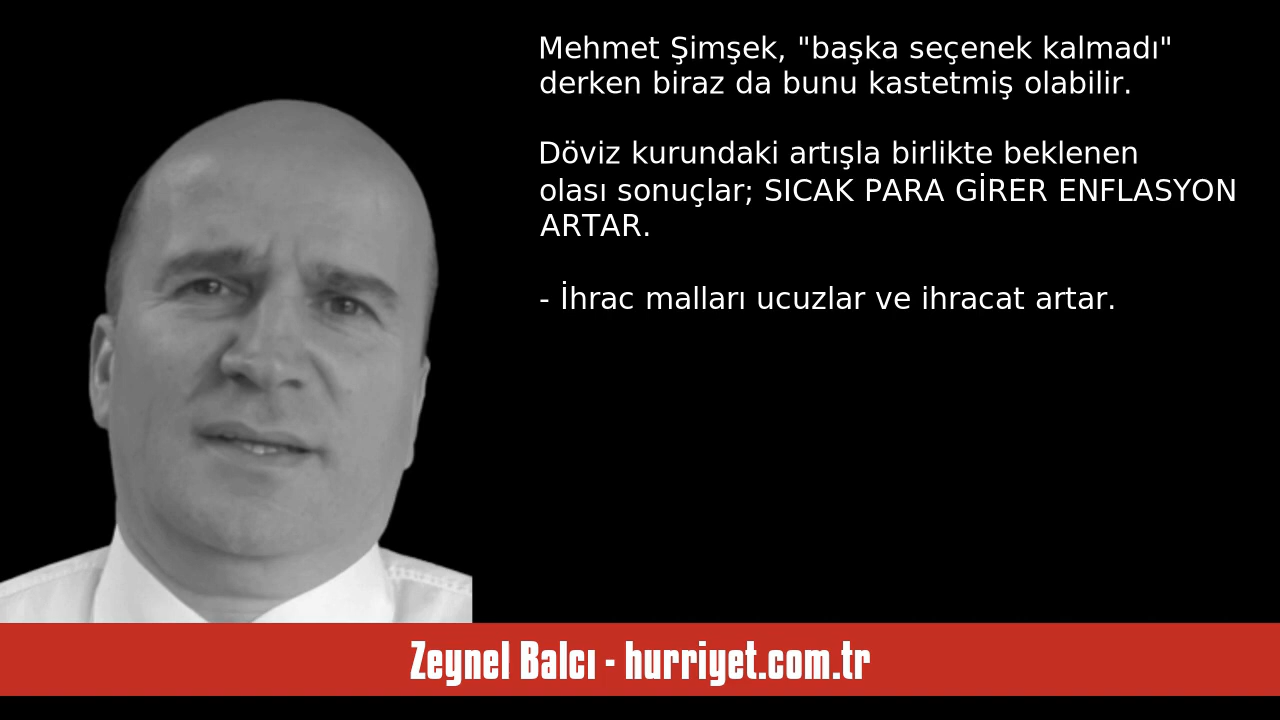 Mehmet Şimşek, "başka seçenek kalmadı"
derken biraz da bunu kastetmiş olabilir.
Döviz kurundaki artışla birlikte beklenen
olası sonuçlar; SICAK PARA GİRER ENFLASYON
ARTAR.
- İhrac malları ucuzlar ve ihracat artar.
Zeynel Balcı - hurriyet.com.tr